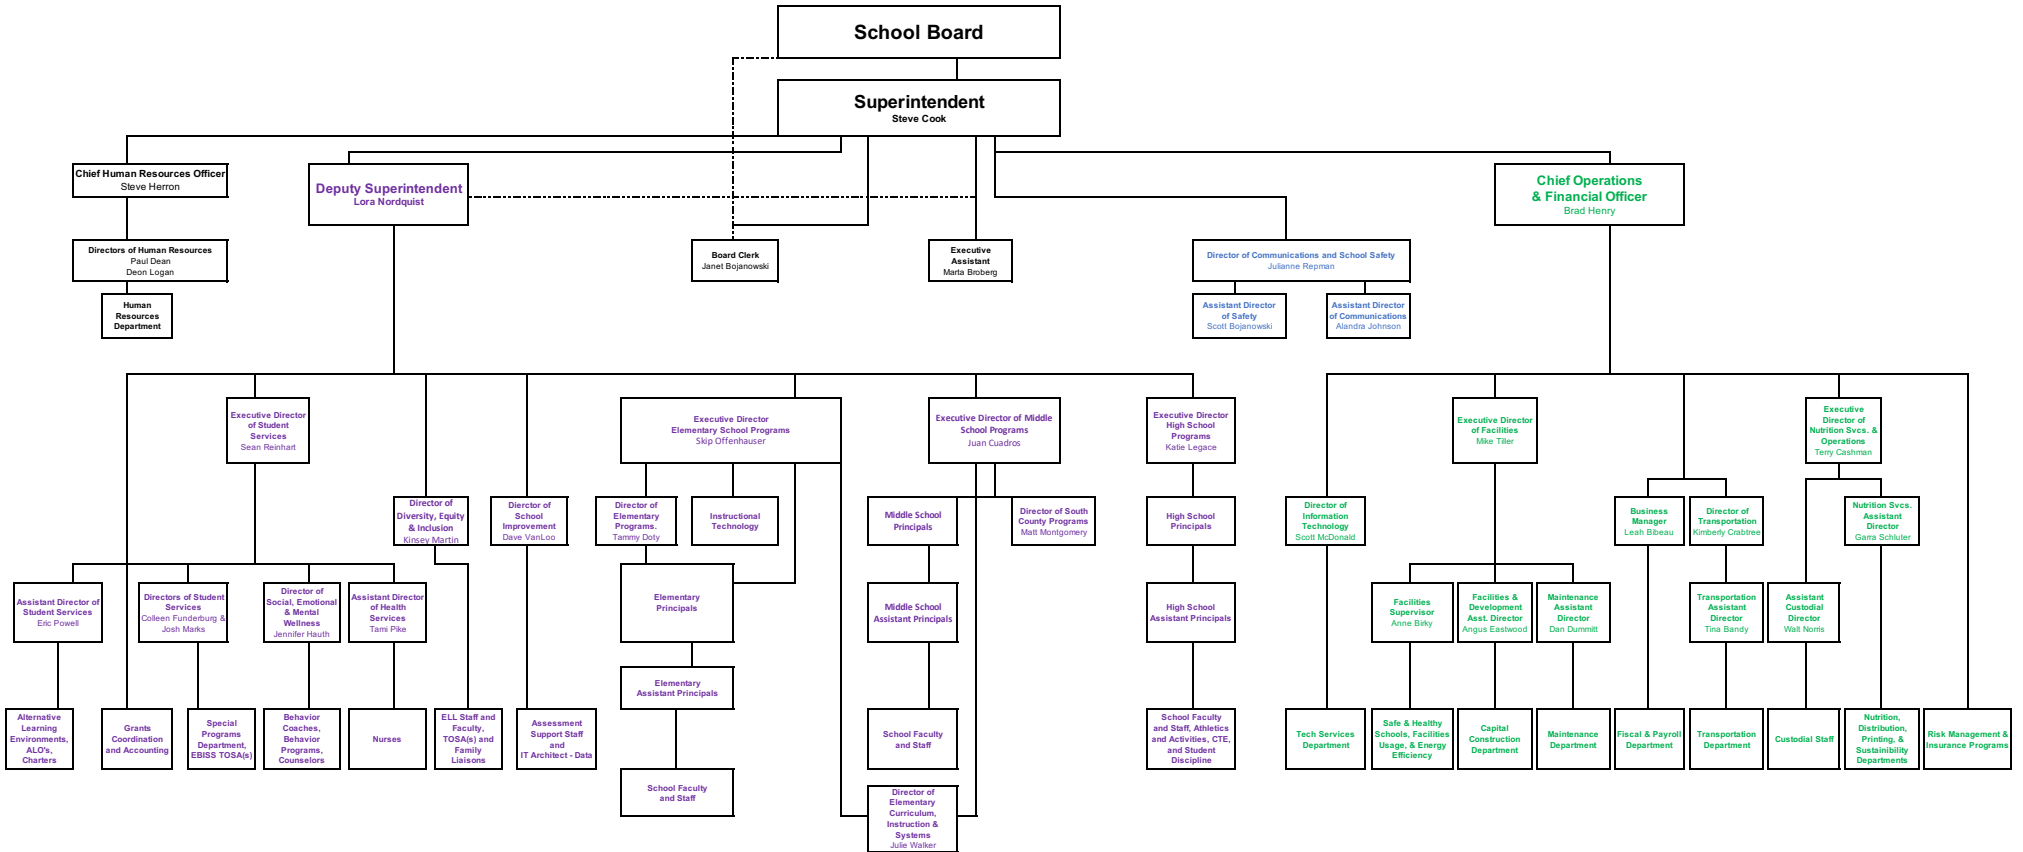 School Board
Superintendent
Steve Cook
Chief Human Resources Officer
Steve Herron
Deputy Superintendent
Lora Nordquist
Chief Operations
& Financial Officer
Brad Henry
Directors of Human Resources
Paul Dean
Deon Logan
Board Clerk
Janet Bojanowski
Executive
Assistant
Marta Broberg
Director of Communications and School Safety
Julianne Repman
Human
Resources
Department
Assistant Director
of Safety
Scott Bojanowski
Assistant Director
of Communications
Alandra Johnson
Executive Director
of Student
Services
Sean Reinhart
Executive Director
Elementary School Programs
Skip Offenhauser
Executive Director of Middle
School Programs
Juan Cuadros
Executive Director
High School
Programs
Katie Legace
Executive Director
of Facilities
Mike Tiller
Executive
Director of
Nutrition Svcs. &
Operations
Terry Cashman
Director of
Diversity, Equity
& Inclusion
Kinsey Martin
Dierctor of
School
Improvement
Dave VanLoo
Director of
Elementary
Programs.
Tammy Doty
Instructional
Technology
Middle School
Principals
Director of South
County Programs
Matt Montgomery
High School
Principals
Director of
Information
Technology
Scott McDonald
Business
Manager
Leah Bibeau
Director of
Transportation
Kimberly Crabtree
Nutrition Svcs.
Assistant
Director
Garra Schluter
Assistant Director of
Student Services
Eric Powell
Directors of Student
Services
Colleen Funderburg &
Josh Marks
Director of
Social, Emotional
& Mental
Wellness
Jennifer Hauth
Assistant Director
of Health
Services
Tami Pike
Elementary
Principals
Middle School
Assistant Principals
High School
Assistant Principals
Facilities
Supervisor
Anne Birky
Facilities &
Development
Asst. Director
Angus Eastwood
Maintenance
Assistant
Director
Dan Dummitt
Transportation
Assistant
Director
Tina Bandy
Assistant
Custodial
Director
Walt Norris
Elementary
Assistant Principals
Alternative
Learning
Environments,
ALO's,
Charters
Grants
Coordination
and Accounting
Special
Programs
Department,
EBISS TOSA(s)
Behavior
Coaches,
Behavior
Programs,
Counselors
Nurses
ELL Staff and
Faculty,
TOSA(s) and
Family
Liaisons
Assessment
Support Staff
and
IT Architect - Data
School Faculty
and Staff
School Faculty
and Staff, Athletics
and Activities, CTE,
and Student
Discipline
Tech Services
Department
Safe & Healthy
Schools, Facilities
Usage, & Energy
Efficiency
Capital
Construction
Department
Maintenance
Department
Fiscal & Payroll
Department
Transportation
Department
Custodial Staff
Nutrition,
Distribution,
Printing, &
Sustainibility
Departments
Risk Management &
Insurance Programs
School Faculty
and Staff
Director of
Elementary
Curriculum,
Instruction &
Systems
Julie Walker